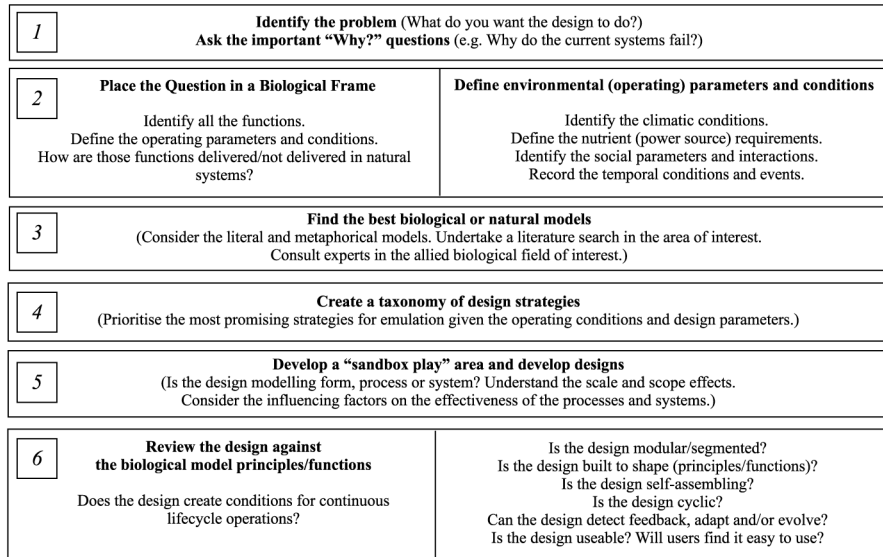 1
Identify the problem (What do you want the design to do?)
Ask the important “Why?” questions (e.g. Why do the current systems fail?)
2
Place the Question in a Biological Frame
Identify all the functions.
Define the operating parameters and conditions.
How are those functions delivered/not delivered in natural
systems?
Define environmental (operating) parameters and conditions
Identify the climatic conditions.
Define the nutrient (power source) requirements.
Identify the social parameters and interactions.
Record the temporal conditions and events.
3
Find the best biological or natural models
(Consider the literal and metaphorical models. Undertake a literature search in the area of interest.
Consult experts in the allied biological field of interest.)
4
Create a taxonomy of design strategies
(Prioritise the most promising strategies for emulation given the operating conditions and design parameters.)
5
Develop a “sandbox play” area and develop designs
(Is the design modelling form, process or system? Understand the scale and scope effects.
Consider the influencing factors on the effectiveness of the processes and systems.)
6
Review the design against
the biological model principles/functions
Does the design create conditions for continuous
lifecycle operations?
Is the design modular/segmented?
Is the design built to shape (principles/functions)?
Is the design self-assembling?
Is the design cyclic?
Can the design detect feedback, adapt and/or evolve?
Is the design useable? Will users find it easy to use?